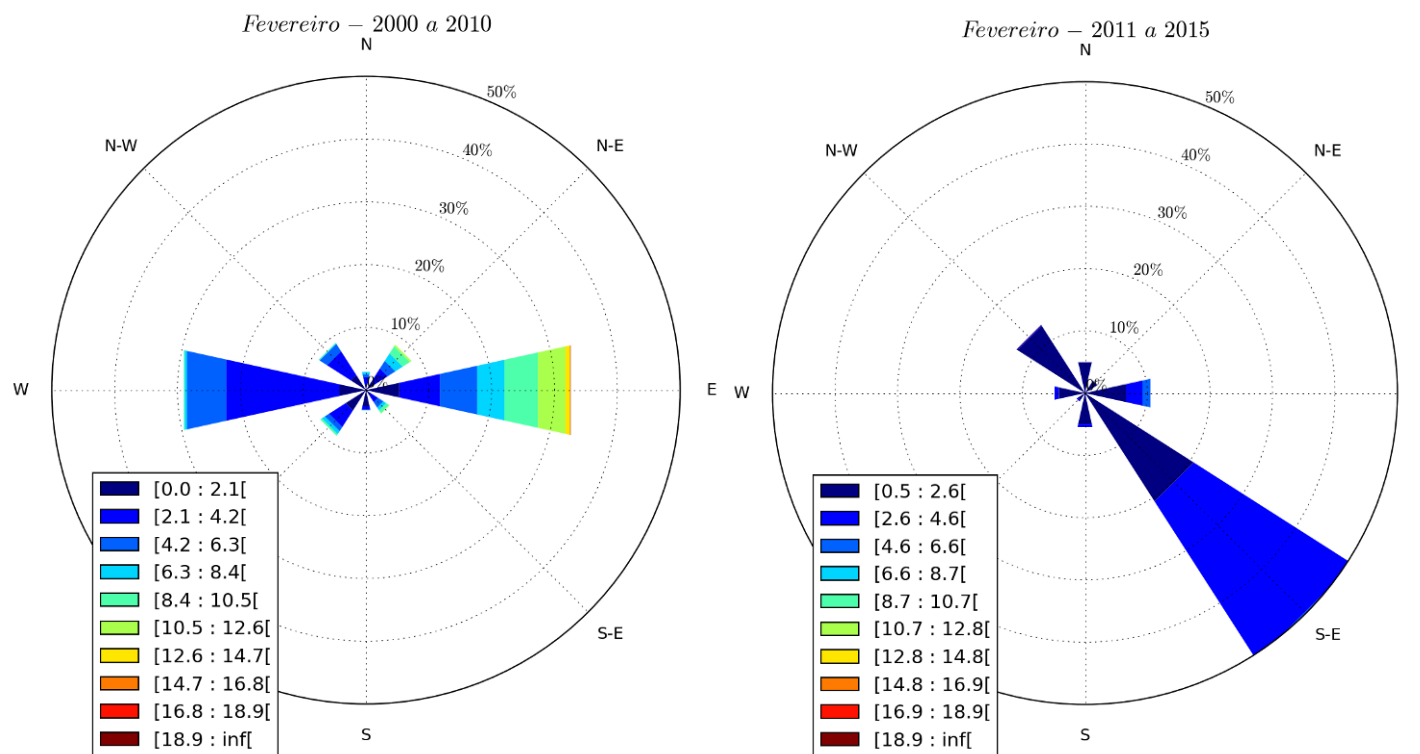 Fevereiro – 2000 a 2010
N
50%
N-W
N-E
40%
30%
20%
10%
W
E
[0.0 : 2.1[
[2.1 : 4.2[
[4.2 : 6.3[
[6.3 : 8.4[
[8.4 : 10.5[
[10.5 : 12.6[
[12.6 : 14.7[
[14.7 : 16.8[
[16.8 : 18.9[
[18.9 : inf[
S-E
S
Fevereiro – 2011 a 2015
N
50%
N-W
N-E
40%
30%
20%
10%
0%
W
[0.5 : 2.6[
[2.6 : 4.6[
[4.6 : 6.6[
[6.6 : 8.7[
[8.7 : 10.7[
[10.7 : 12.8[
[12.8 : 14.8[
[14.8 : 16.9[
[16.9 : 18.9[
[18.9 : inf[
S-E
S